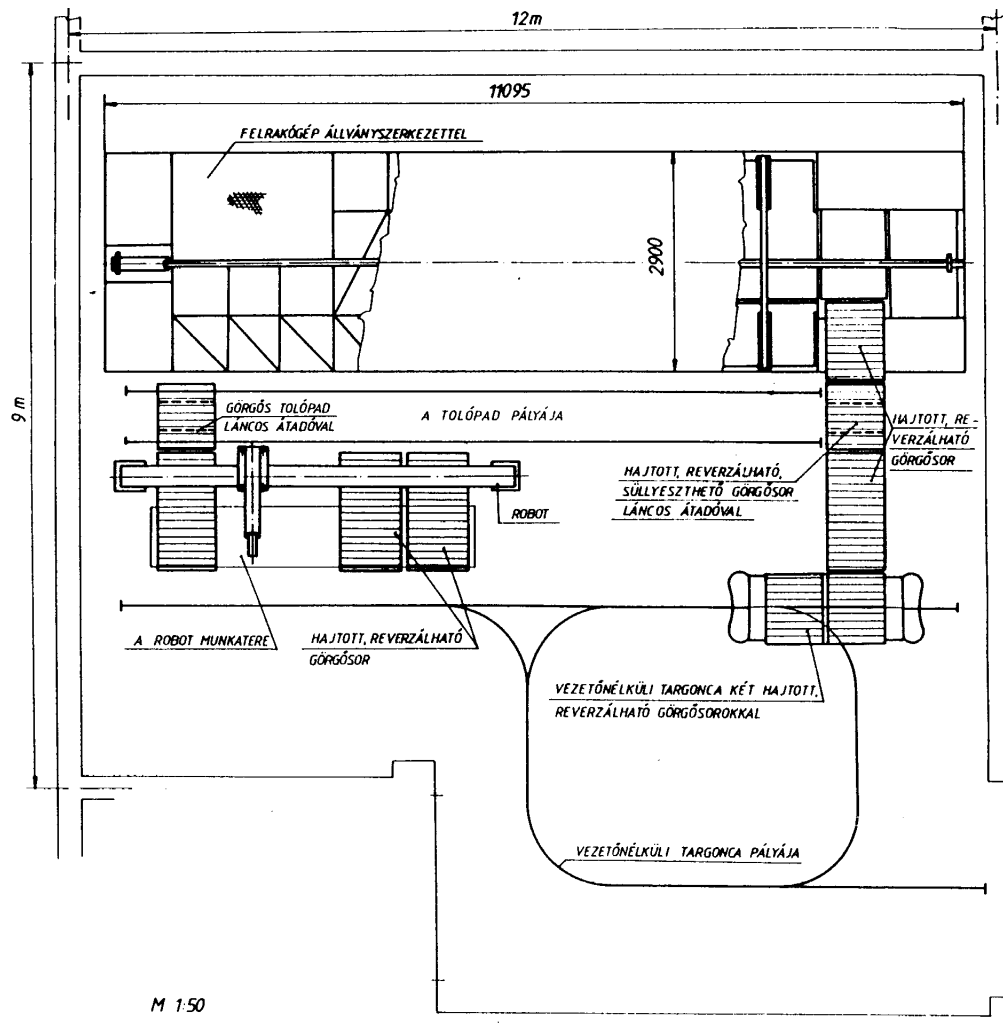 12m
11095
FELRAKÓGÉP ÁLLVÁNYSZERKEZETTEL
2900
9 m
GÖRGŐS TOLÓPAD
LÁNCOS ÁTADÓVAL
A TOLÓPAD PÁLYÁJA
HAJTOTT, RE-
VERZÁLHATÓ
GÖRGŐSOR
HAJTOTT, REVERZÁLHATÓ,
SÜLLYESZTHETŐ GÖRGŐSOR
LÁNCOS ÁTADÓVAL
ROBOT
A ROBOT MUNKATERE
HAJTOTT, REVERZÁLHATÓ
GÖRGŐSOR
VEZETŐNÉLKÜLI TARGONCA KÉT HAJTOTT,
REVERZÁLHATÓ GÖRGŐSOROKKAL
VEZETŐNÉLKÜLI TARGONCA PÁLYÁJA
M 1:50